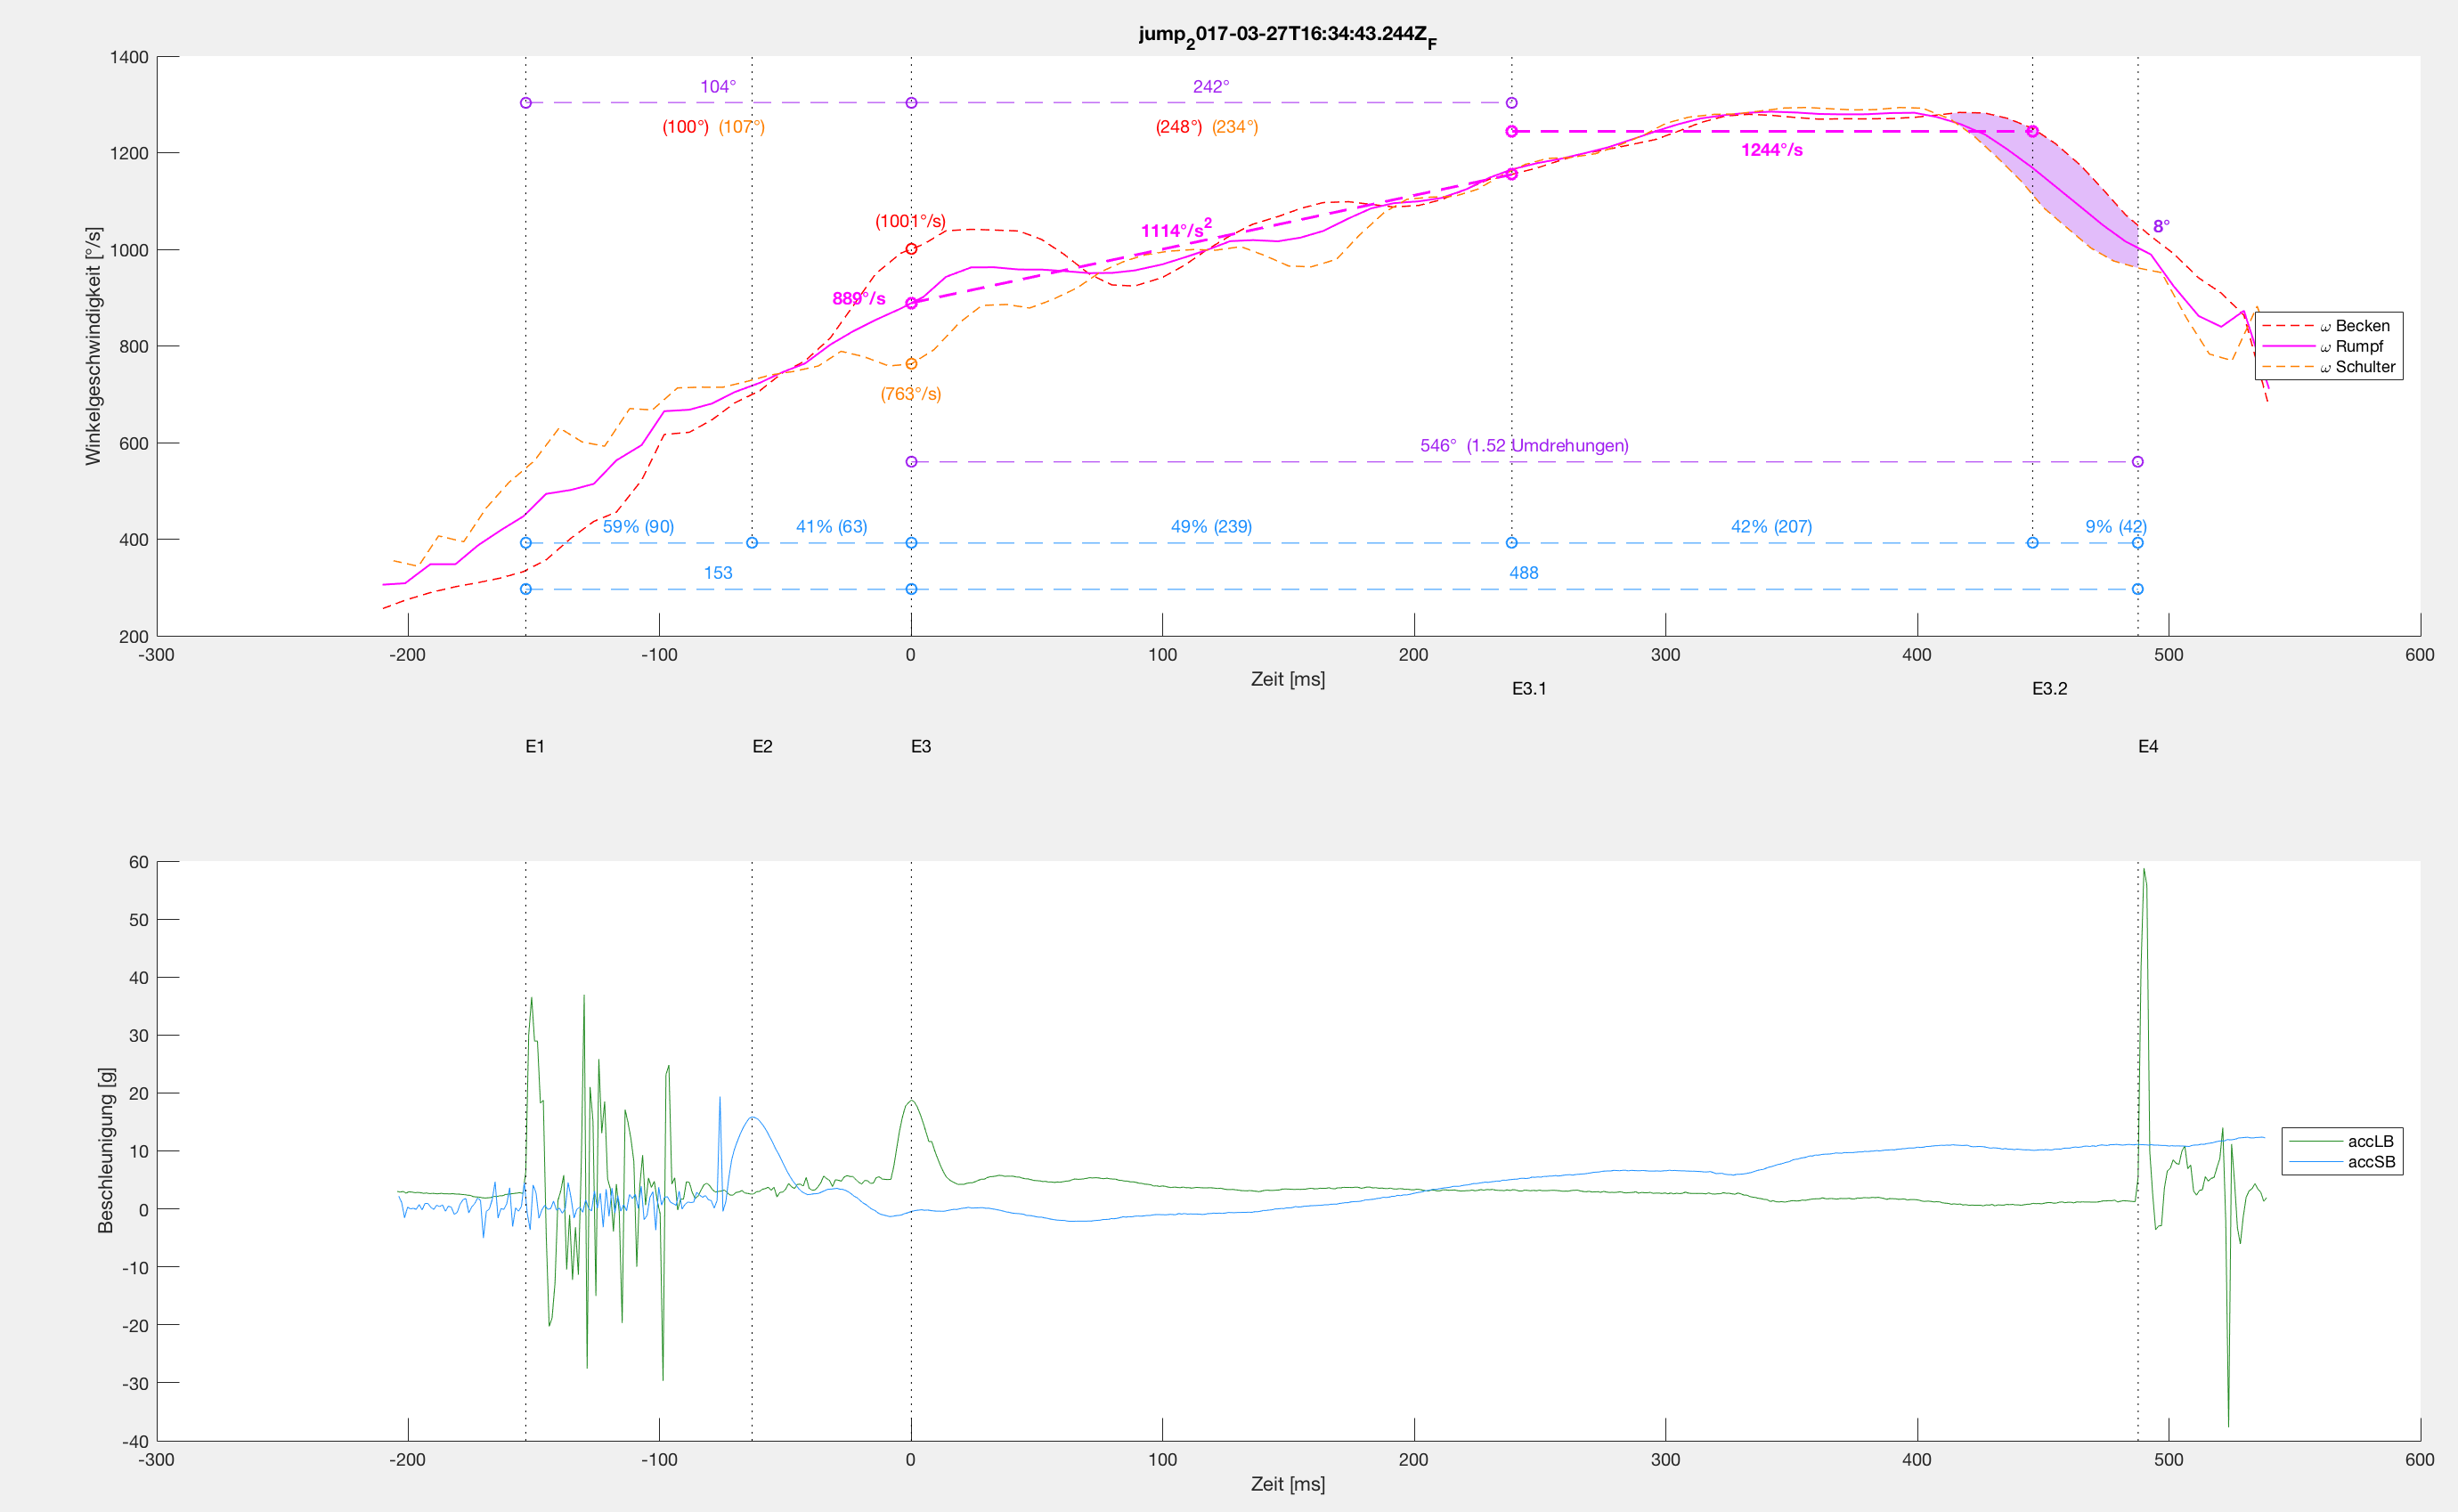 jump2017-03-27T16:34:43.244ZF
1400
1200
1000
800
600
400
200
Winkelgeschwindigkeit [°/s]
104°
242°
(100°) (107°)
(248°) (234°)
1244°/s
(1001°/s)
1114°/s2
8°
889°/s
(763°/s)
ω Becken
ω Rumpf
ω Schulter
546° (1.52 Umdrehungen)
59% (90)
41% (63)
49% (239)
42% (207)
9% (42)
153
488
-300
-200
-100
0
100
200
300
400
500
600
Zeit [ms]
E3.1
E3.2
E1
E2
E3
E4
60
50
40
30
20
10
0
-10
-20
-30
-40
Beschleunigung [g]
accLB
accSB
-300
-200
-100
0
100
200
300
400
500
600
Zeit [ms]